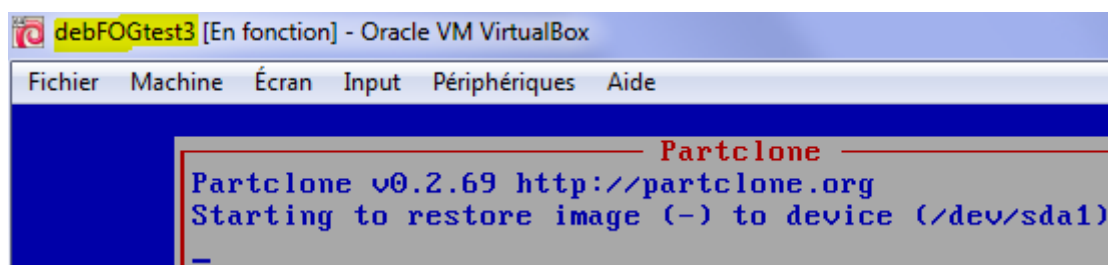 debFOGtest3 [En fonction] - Oracle VM VirtualBox
Fichier Machine Écran Input Périphériques Aide
Partclone
Partclone v0.2.69 http://partclone.org
Starting to restore image (-) to device (/dev/sda1)